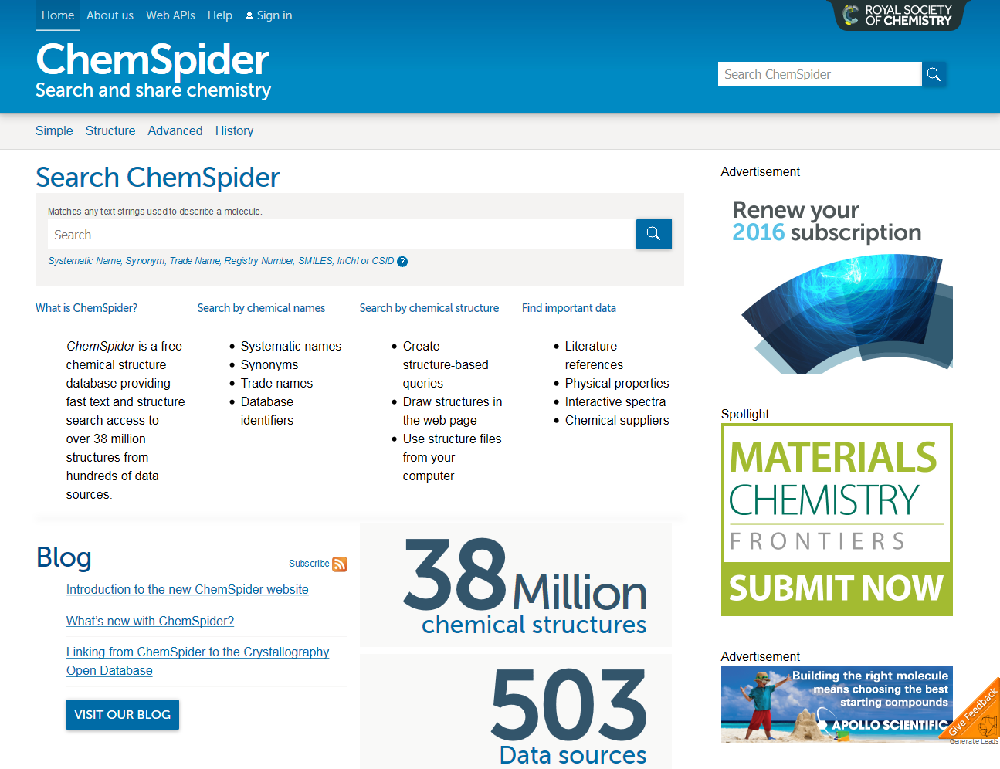 Home About us Web APIs Help Sign in
ROYAL SOCIETY
OF CHEMISTRY
ChemSpider
Search and share chemistry
Search ChemSpider
Simple Structure Advanced History
Search ChemSpider
Matches any text strings used to describe a molecule.
Search
Systematic Name, Synonym, Trade Name, Registry Number, SMILES, InChI or CSID ?
What is ChemSpider?
ChemSpider is a free
chemical structure
database providing
fast text and structure
search access to
over 38 million
structures from
hundreds of data
sources.
Search by chemical names
• Systematic names
• Synonyms
• Trade names
• Database
identifiers
Search by chemical structure
• Create
structure-based
queries
• Draw structures in
the web page
• Use structure files
from your
computer
Find important data
• Literature
references
• Physical properties
• Interactive spectra
• Chemical suppliers
Blog
Subscribe
Introduction to the new ChemSpider website
What's new with ChemSpider?
Linking from ChemSpider to the Crystallography
Open Database
VISIT OUR BLOG
38 Million
chemical structures
503
Data sources
Advertisement
Renew your
2016 subscription
Spotlight
MATERIALS
CHEMISTRY
FRONTIERS
SUBMIT NOW
Advertisement
Building the right molecule
means choosing the best
starting compounds
APOLLO SCIENTIFIC
Give Feedback
Generate Leads